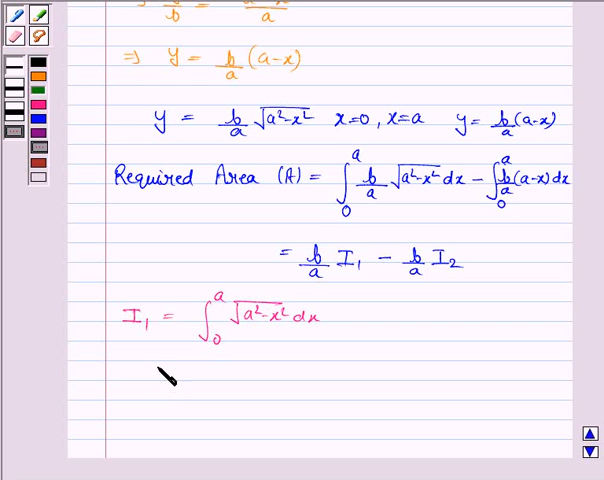 ⇒ y/b = a-x/a
⇒ y = b/a (a-x)
y = b/a √a²-x² x=0, x=a y = b/a (a-x)
Required Area (A) = ∫₀ᵃ b/a √a²-x² dx - ∫₀ᵃ b/a (a-x) dx
= b/a I₁ - b/a I₂
I₁ = ∫₀ᵃ √a²-x² dx